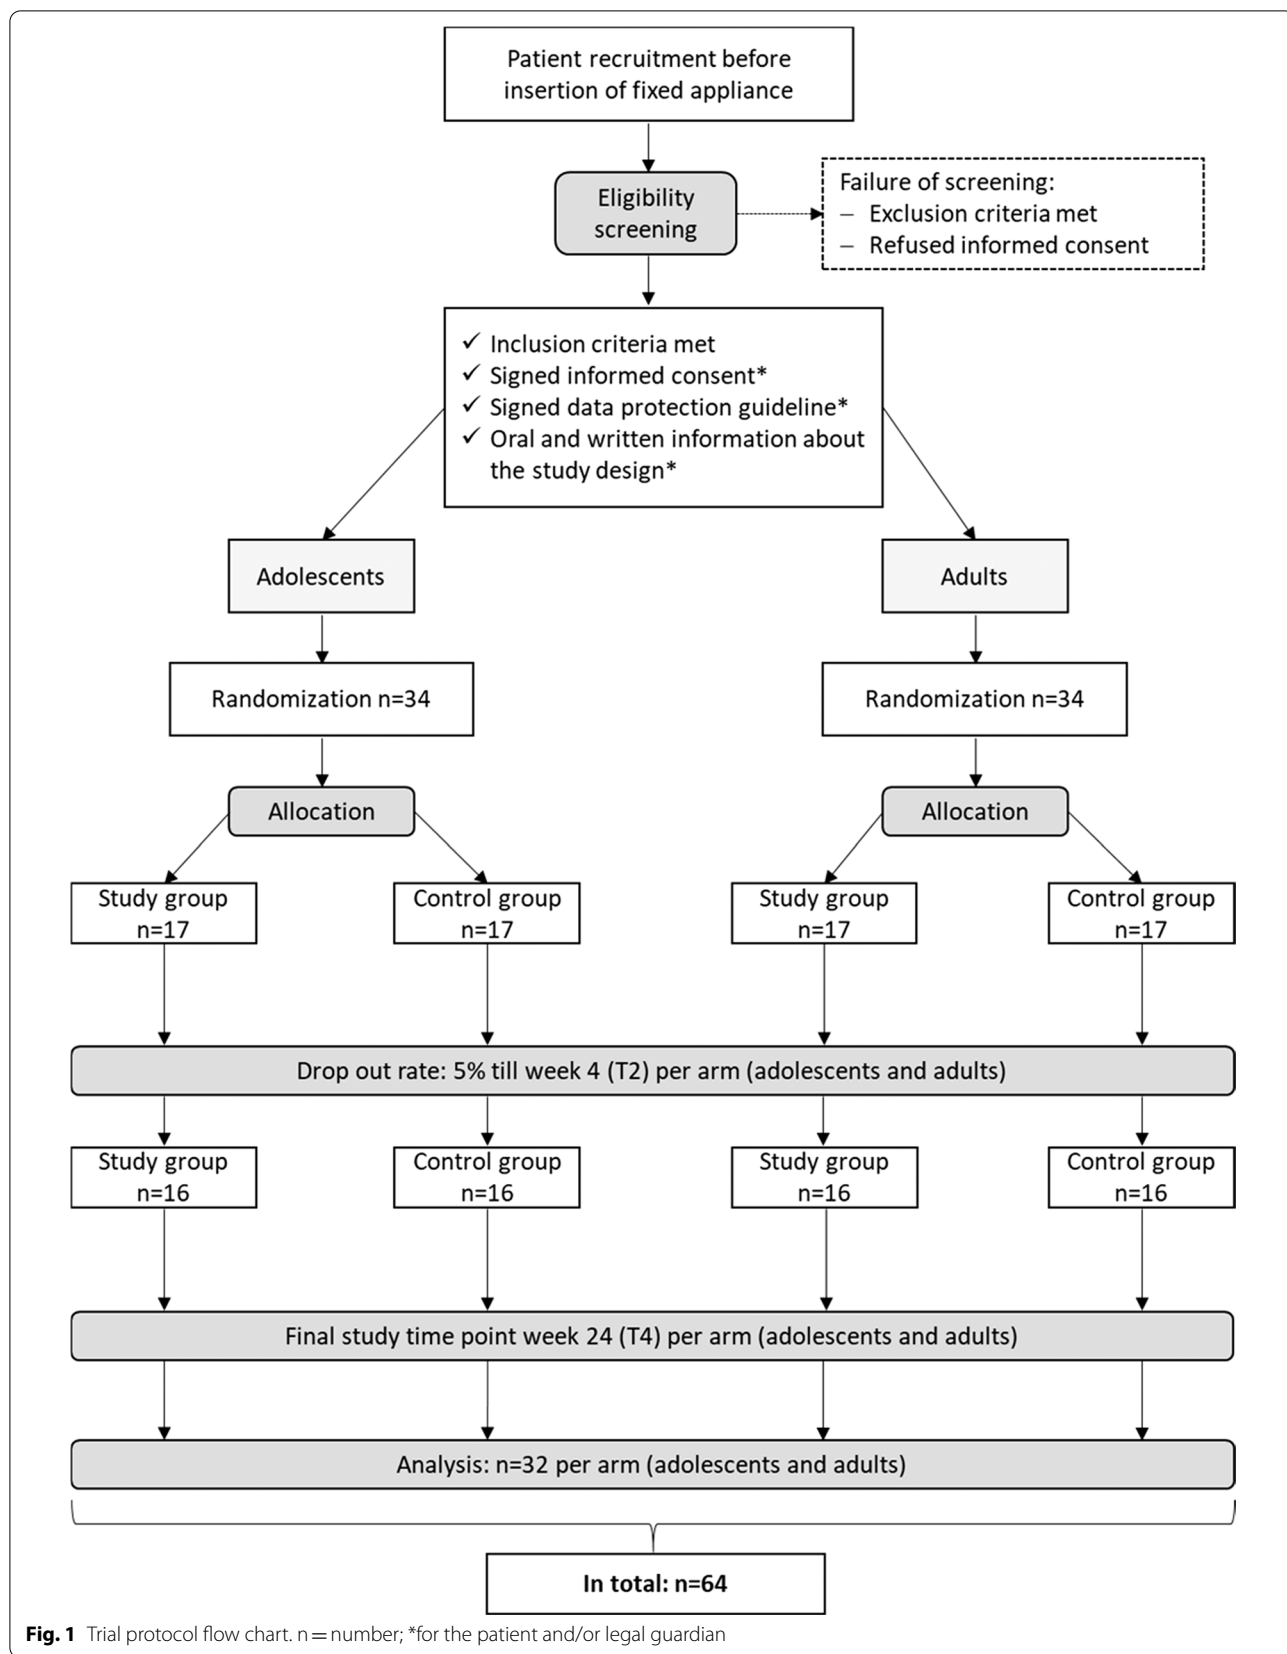 Patient recruitment before
insertion of fixed appliance
Eligibility
screening
Failure of screening:
– Exclusion criteria met
– Refused informed consent
✓ Inclusion criteria met
✓ Signed informed consent*
✓ Signed data protection guideline*
✓ Oral and written information about
the study design*
Adolescents
Adults
Randomization n=34
Randomization n=34
Allocation
Allocation
Study group
n=17
Control group
n=17
Study group
n=17
Control group
n=17
Drop out rate: 5% till week 4 (T2) per arm (adolescents and adults)
Study group
n=16
Control group
n=16
Study group
n=16
Control group
n=16
Final study time point week 24 (T4) per arm (adolescents and adults)
Analysis: n=32 per arm (adolescents and adults)
In total: n=64
Fig. 1 Trial protocol flow chart. n = number; *for the patient and/or legal guardian